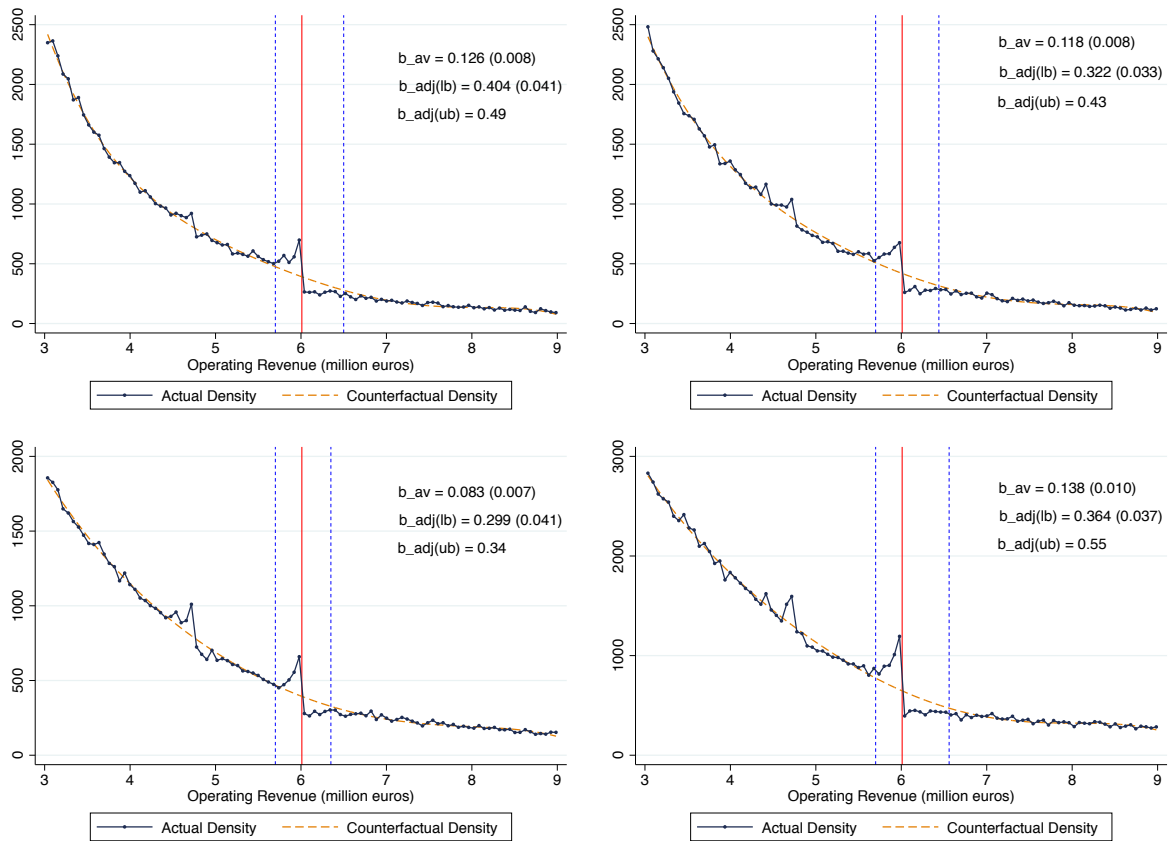 2500
2000
1500
1000
500
0
b_av = 0.126 (0.008)
b_adj(lb) = 0.404 (0.041)
b_adj(ub) = 0.49
3 4 5 6 7 8 9
Operating Revenue (million euros)
Actual Density Counterfactual Density
2500
2000
1500
1000
500
0
b_av = 0.118 (0.008)
b_adj(lb) = 0.322 (0.033)
b_adj(ub) = 0.43
3 4 5 6 7 8 9
Operating Revenue (million euros)
Actual Density Counterfactual Density
2000
1500
1000
500
0
b_av = 0.083 (0.007)
b_adj(lb) = 0.299 (0.041)
b_adj(ub) = 0.34
3 4 5 6 7 8 9
Operating Revenue (million euros)
Actual Density Counterfactual Density
3000
2000
1000
0
b_av = 0.138 (0.010)
b_adj(lb) = 0.364 (0.037)
b_adj(ub) = 0.55
3 4 5 6 7 8 9
Operating Revenue (million euros)
Actual Density Counterfactual Density